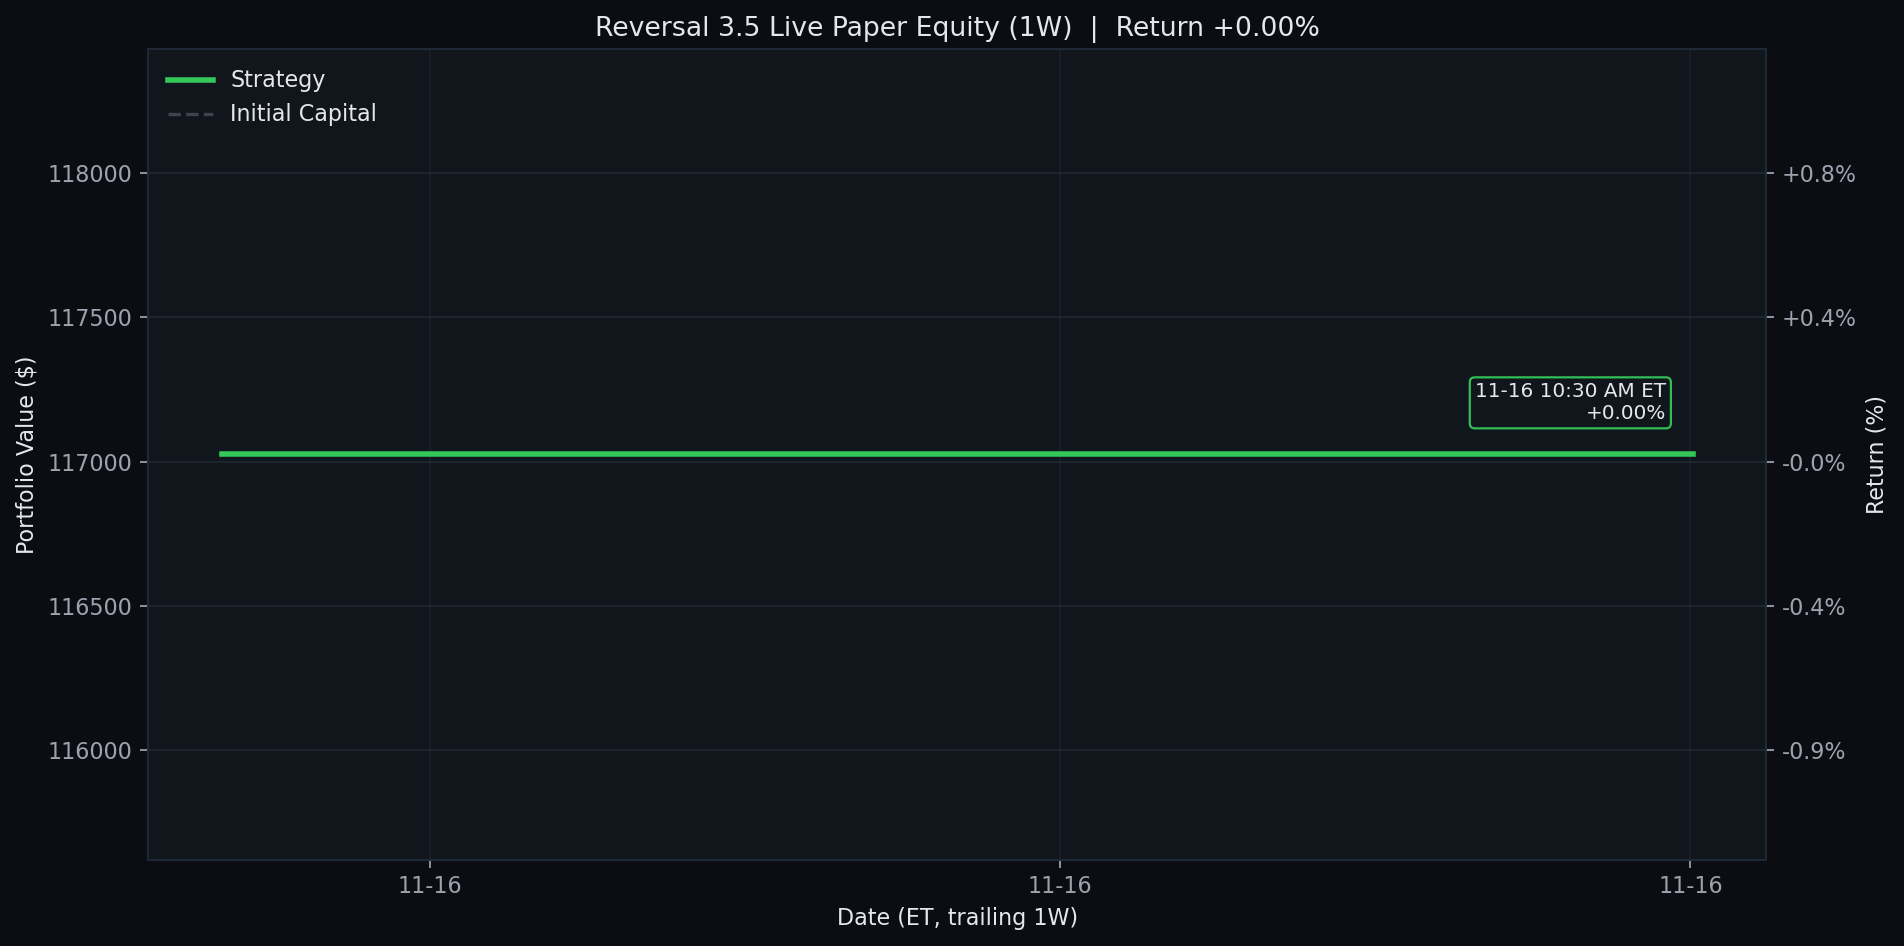 Reversal 3.5 Live Paper Equity (1W)  |  Return +0.00%
Strategy
Initial Capital
118000
117500
117000
116500
116000
Portfolio Value ($)
+0.8%
+0.4%
-0.0%
-0.4%
-0.9%
Return (%)
11-16 10:30 AM ET
+0.00%
11-16
11-16
11-16
Date (ET, trailing 1W)